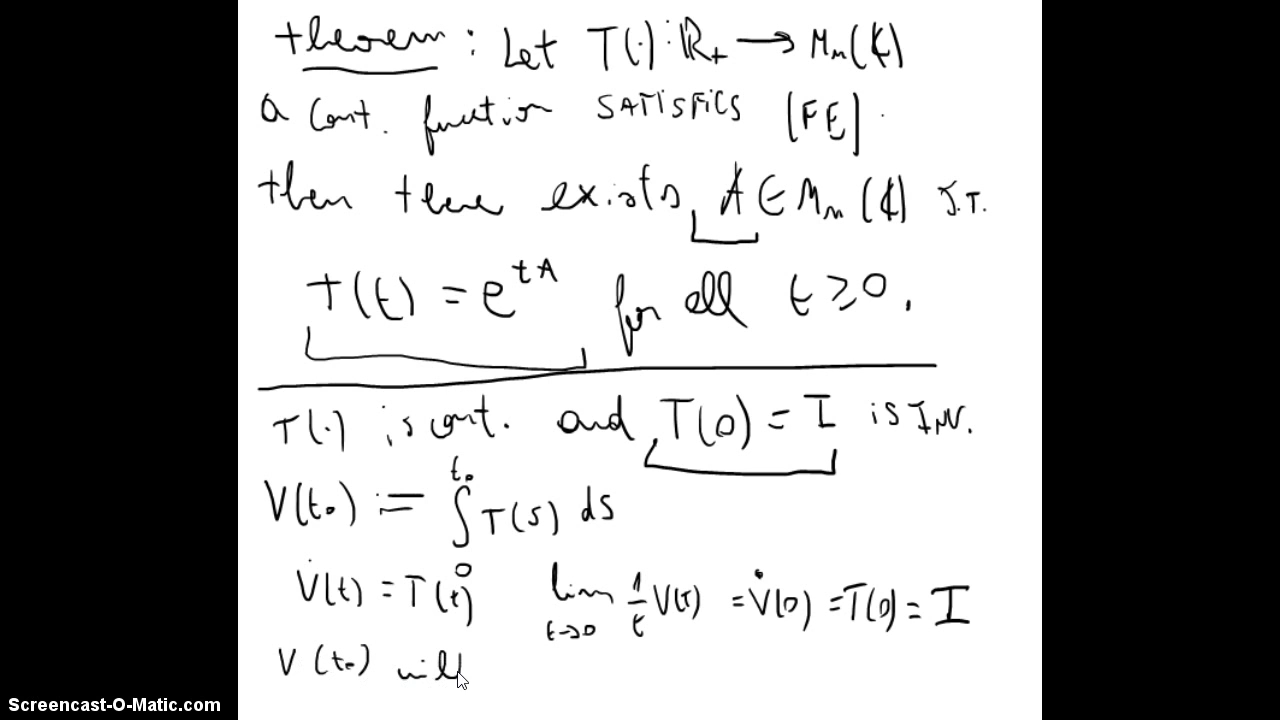 theorem : Let T(·) : ℝ₊ → Mₙ(ℂ)
a cont. function SATISFIES [FE].
then there exists A ∈ Mₙ(ℂ) S.T.
T(t) = e^{tA} for all t ≥ 0.
T(·) is cont. and T(0) = I is INV.
V(t₀) := ∫₀^{t₀} T(s) ds
V̇(t) = T(t) lim_{t→0} 1/t V(t) = V̇(0) = T(0) = I
V(t₀) will
Screencast-O-Matic.com